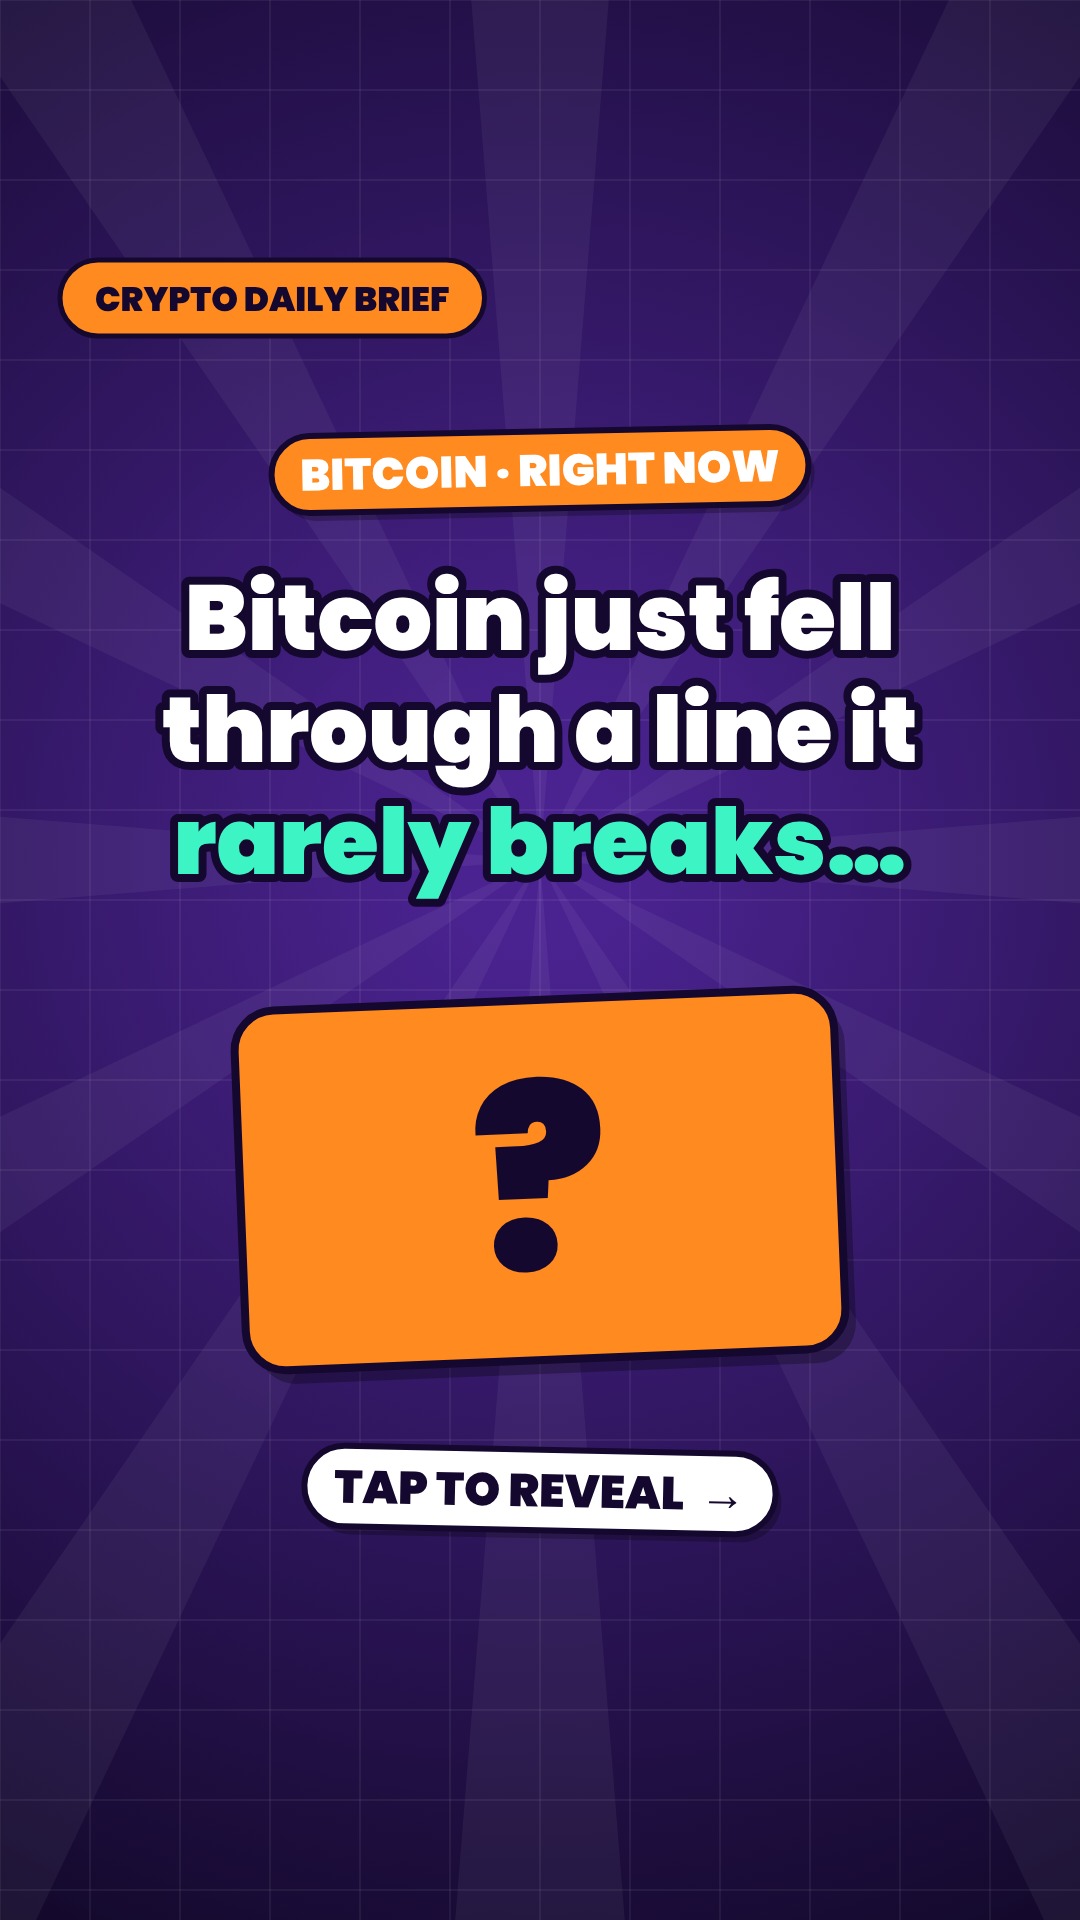 CRYPTO DAILY BRIEF
BITCOIN • RIGHT NOW
Bitcoin just fell
through a line it
rarely breaks...
?
TAP TO REVEAL →